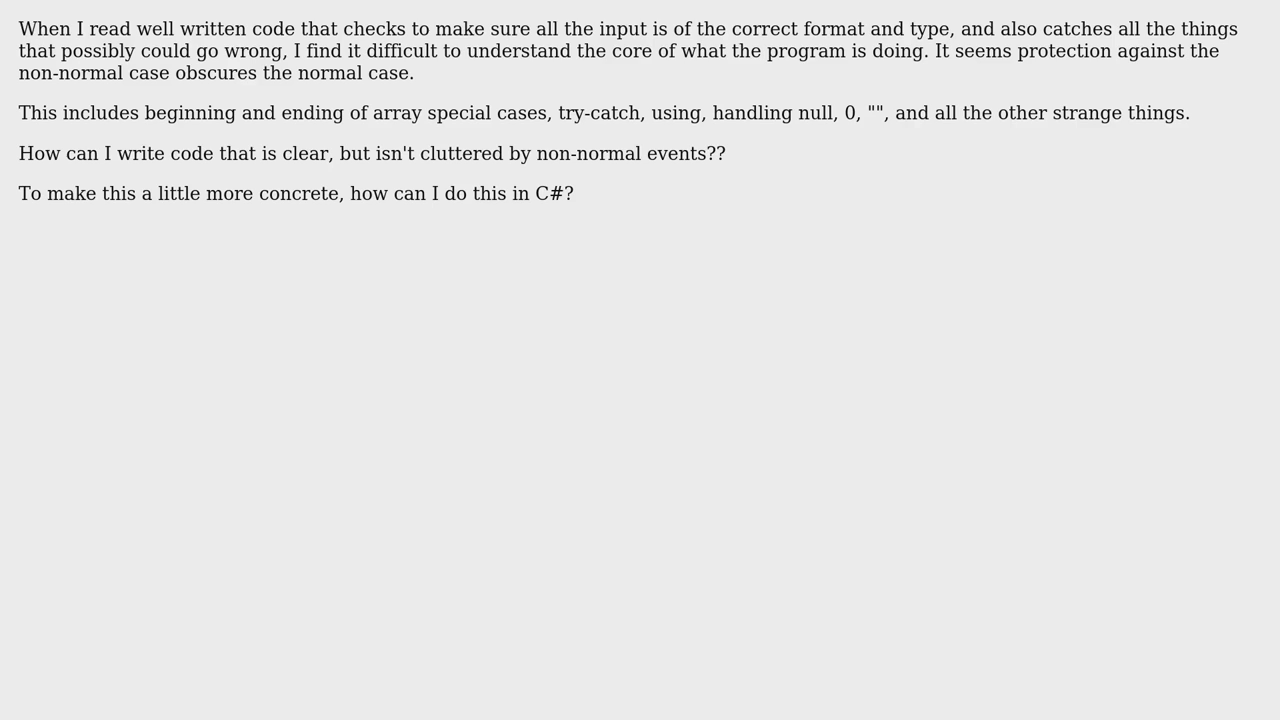 When I read well written code that checks to make sure all the input is of the correct format and type, and also catches all the things
that possibly could go wrong, I find it difficult to understand the core of what the program is doing. It seems protection against the
non-normal case obscures the normal case.
This includes beginning and ending of array special cases, try-catch, using, handling null, 0, "", and all the other strange things.
How can I write code that is clear, but isn't cluttered by non-normal events??
To make this a little more concrete, how can I do this in C#?